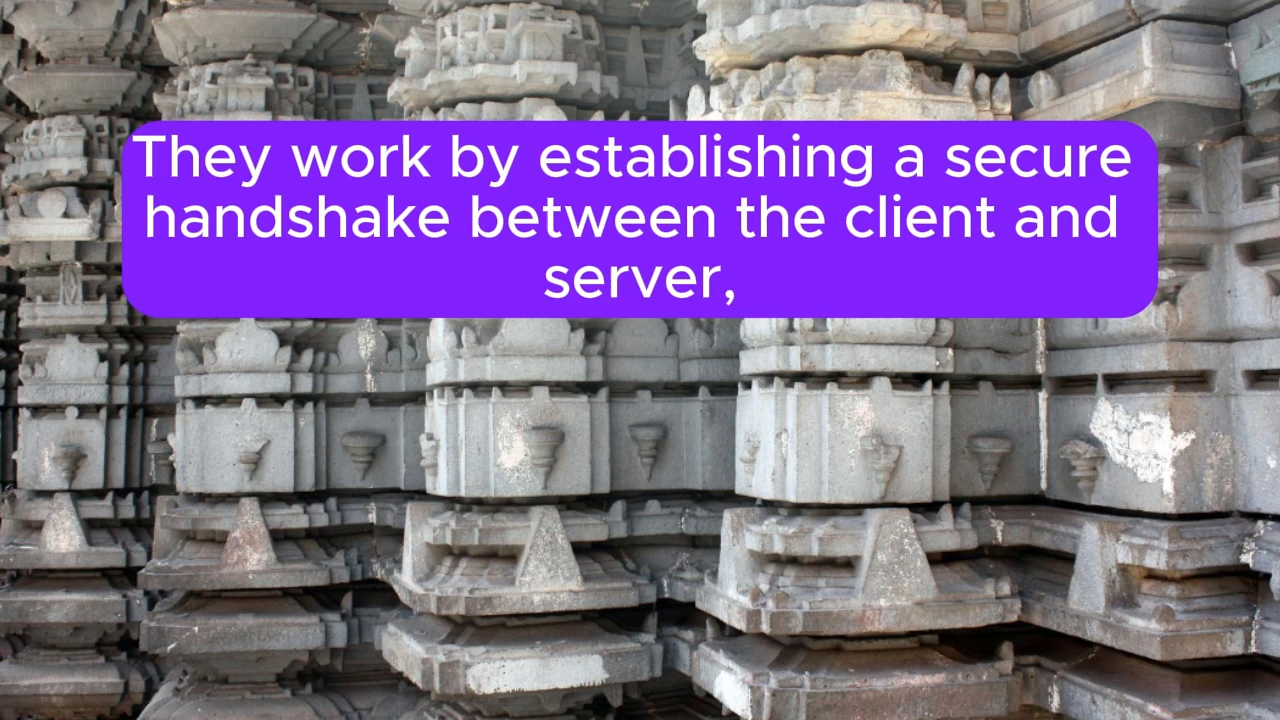 They work by establishing a secure
handshake between the client and
server,